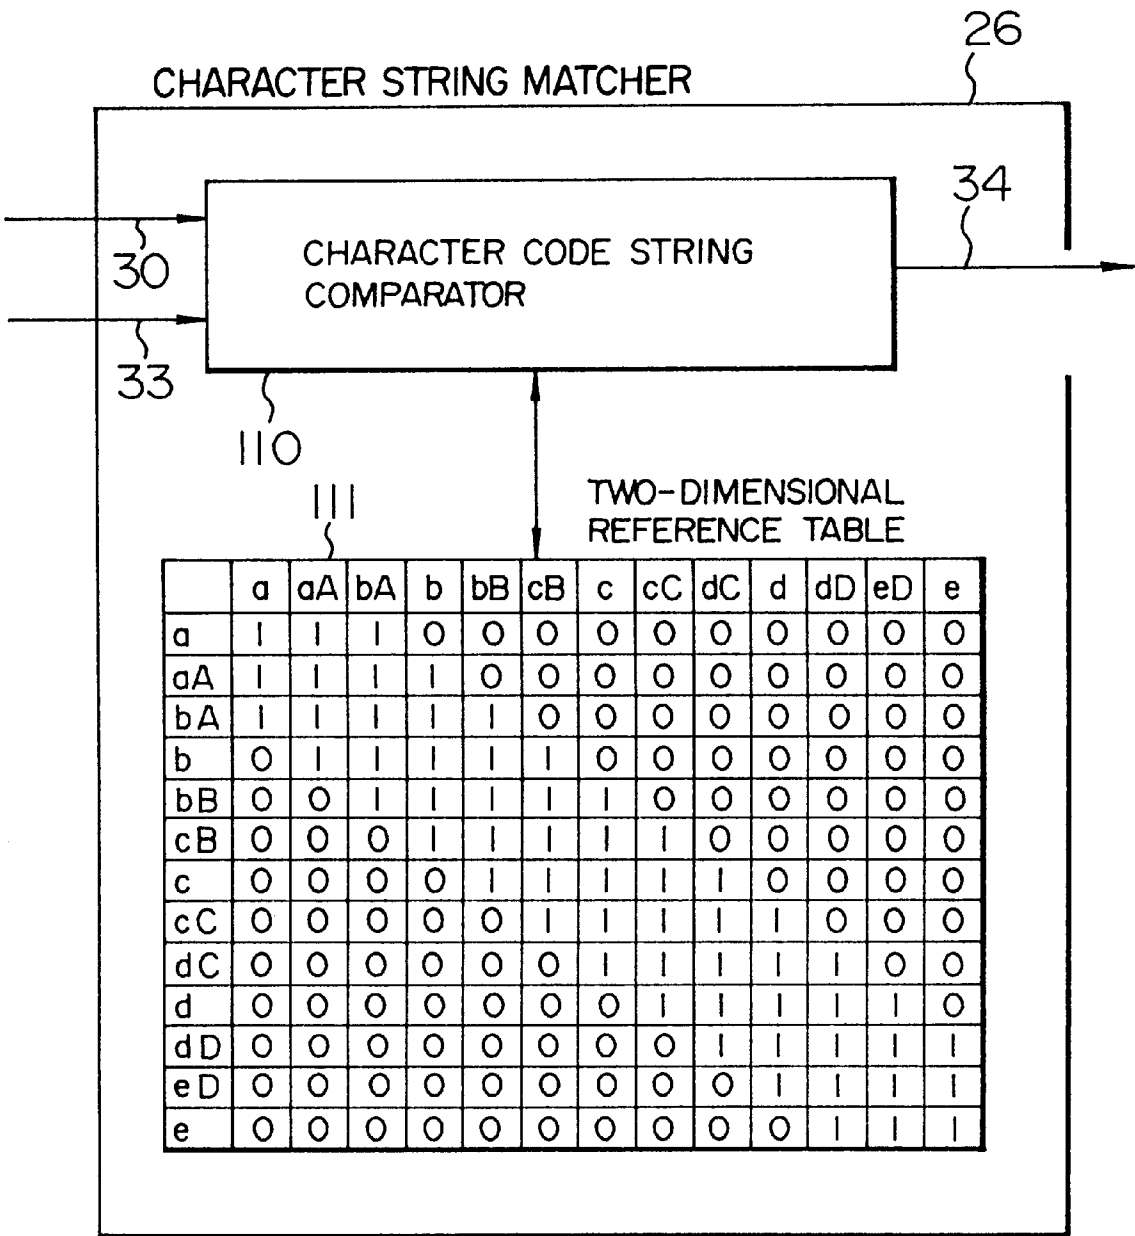 26
CHARACTER STRING MATCHER
34
CHARACTER CODE STRING
COMPARATOR
30
33
110
111
TWO-DIMENSIONAL
REFERENCE TABLE
a aA bA b bB cB c cC dC d dD eD e
a 1 1 1 0 0 0 0 0 0 0 0 0 0
aA 1 1 1 1 0 0 0 0 0 0 0 0 0
bA 1 1 1 1 1 0 0 0 0 0 0 0 0
b 0 1 1 1 1 1 0 0 0 0 0 0 0
bB 0 0 1 1 1 1 1 0 0 0 0 0 0
cB 0 0 0 1 1 1 1 1 0 0 0 0 0
c 0 0 0 0 1 1 1 1 1 0 0 0 0
cC 0 0 0 0 0 1 1 1 1 1 0 0 0
dC 0 0 0 0 0 0 1 1 1 1 1 0 0
d 0 0 0 0 0 0 0 1 1 1 1 1 0
dD 0 0 0 0 0 0 0 0 1 1 1 1 1
eD 0 0 0 0 0 0 0 0 0 1 1 1 1
e 0 0 0 0 0 0 0 0 0 0 1 1 1